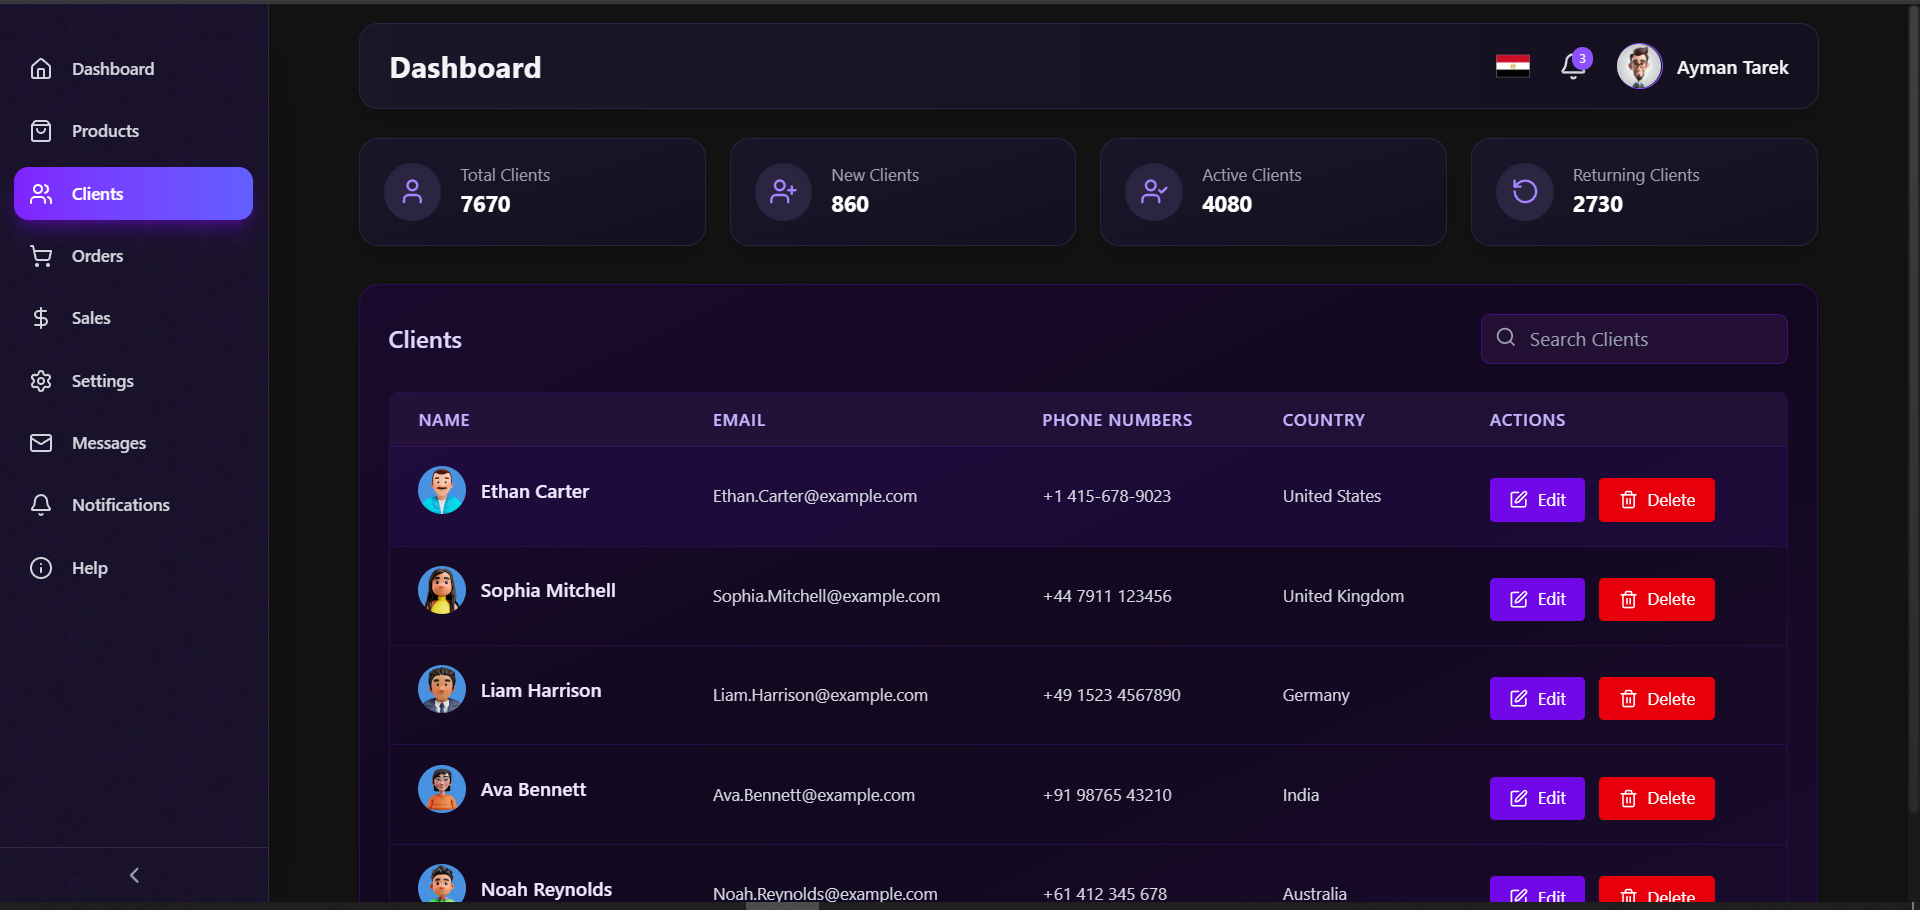 Dashboard
Products
Clients
Orders
Sales
Settings
Messages
Notifications
Help
Dashboard
3
Ayman Tarek
Total Clients
7670
New Clients
860
Active Clients
4080
Returning Clients
2730
Clients
Search Clients
NAME EMAIL PHONE NUMBERS COUNTRY ACTIONS
Ethan Carter Ethan.Carter@example.com +1 415-678-9023 United States Edit Delete
Sophia Mitchell Sophia.Mitchell@example.com +44 7911 123456 United Kingdom Edit Delete
Liam Harrison Liam.Harrison@example.com +49 1523 4567890 Germany Edit Delete
Ava Bennett Ava.Bennett@example.com +91 98765 43210 India Edit Delete
Noah Reynolds Noah.Reynolds@example.com +61 412 345 678 Australia Edit Delete